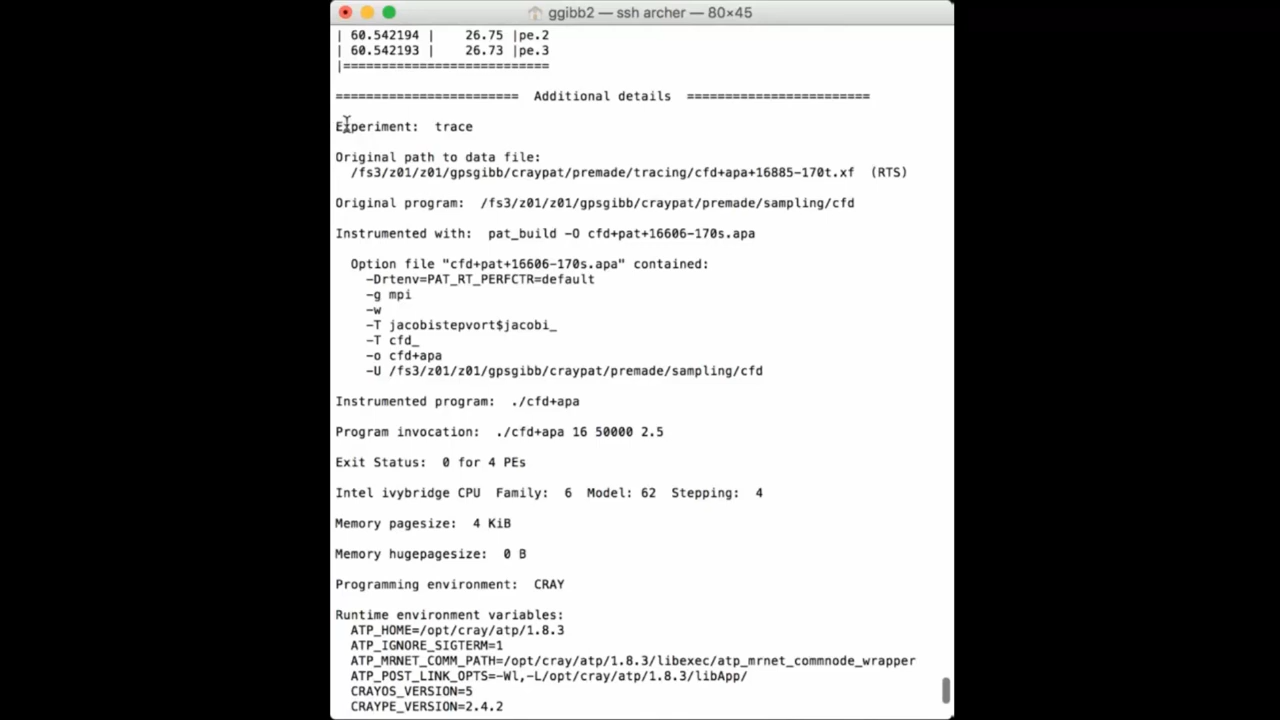 ggibb2 — ssh archer — 80×45
| 60.542194 |    26.75 |pe.2
| 60.542193 |    26.73 |pe.3
|===========================
========================  Additional details  ========================
Experiment:  trace
Original path to data file:
  /fs3/z01/z01/gpsgibb/craypat/premade/tracing/cfd+apa+16885-170t.xf  (RTS)
Original program:  /fs3/z01/z01/gpsgibb/craypat/premade/sampling/cfd
Instrumented with:  pat_build -O cfd+pat+16606-170s.apa
  Option file "cfd+pat+16606-170s.apa" contained:
    -Drtenv=PAT_RT_PERFCTR=default
    -g mpi
    -w
    -T jacobistepvort$jacobi_
    -T cfd_
    -o cfd+apa
    -U /fs3/z01/z01/gpsgibb/craypat/premade/sampling/cfd
Instrumented program:  ./cfd+apa
Program invocation:  ./cfd+apa 16 50000 2.5
Exit Status:  0 for 4 PEs
Intel ivybridge CPU  Family:  6  Model: 62  Stepping:  4
Memory pagesize:  4 KiB
Memory hugepagesize:  0 B
Programming environment:  CRAY
Runtime environment variables:
  ATP_HOME=/opt/cray/atp/1.8.3
  ATP_IGNORE_SIGTERM=1
  ATP_MRNET_COMM_PATH=/opt/cray/atp/1.8.3/libexec/atp_mrnet_commnode_wrapper
  ATP_POST_LINK_OPTS=-Wl,-L/opt/cray/atp/1.8.3/libApp/
  CRAYOS_VERSION=5
  CRAYPE_VERSION=2.4.2